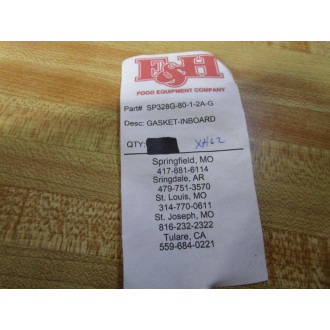 F&H
FOOD EQUIPMENT COMPANY
Part# SP328G-80-1-2A-G
Desc: GASKET-INBOARD
QTY:
Springfield, MO
417-881-6114
Sringdale, AR
479-751-3570
St. Louis, MO
314-770-0611
St. Joseph, MO
816-232-2322
Tulare, CA
559-684-0221